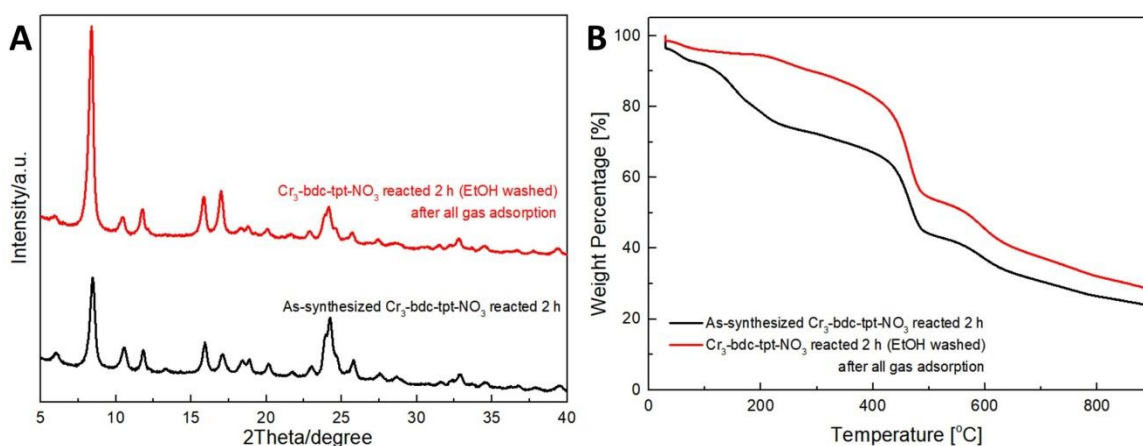 A
Intensity/a.u.
Cr₃-bdc-tpt-NO₃ reacted 2 h (EtOH washed)
after all gas adsorption
As-synthesized Cr₃-bdc-tpt-NO₃ reacted 2 h
5 10 15 20 25 30 35 40
2Theta/degree
B
Weight Percentage [%]
100
80
60
40
20
0
As-synthesized Cr₃-bdc-tpt-NO₃ reacted 2 h
Cr₃-bdc-tpt-NO₃ reacted 2 h (EtOH washed)
after all gas adsorption
0 200 400 600 800
Temperature [°C]